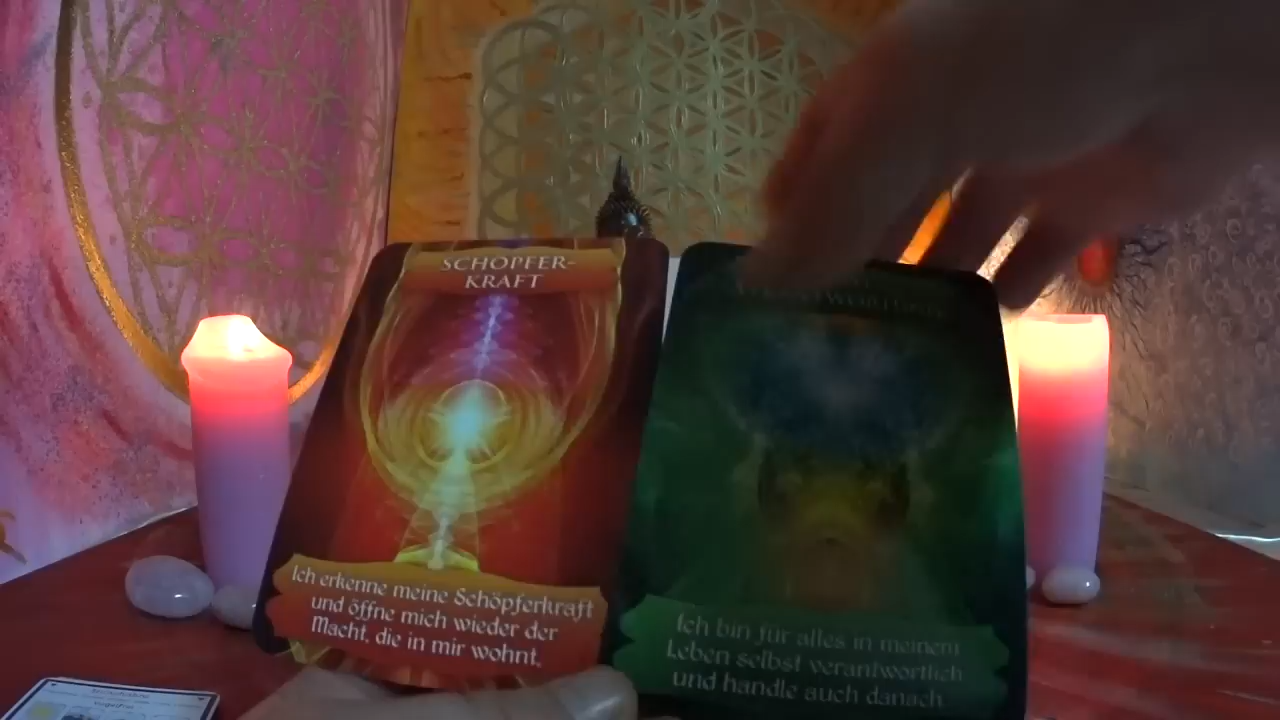 SCHÖPFER-
KRAFT
Ich erkenne meine Schöpferkraft
und öffne mich wieder der
Macht, die in mir wohnt.
Ich bin für alles in meinem
Leben selbst verantwortlich
und handle auch danach.